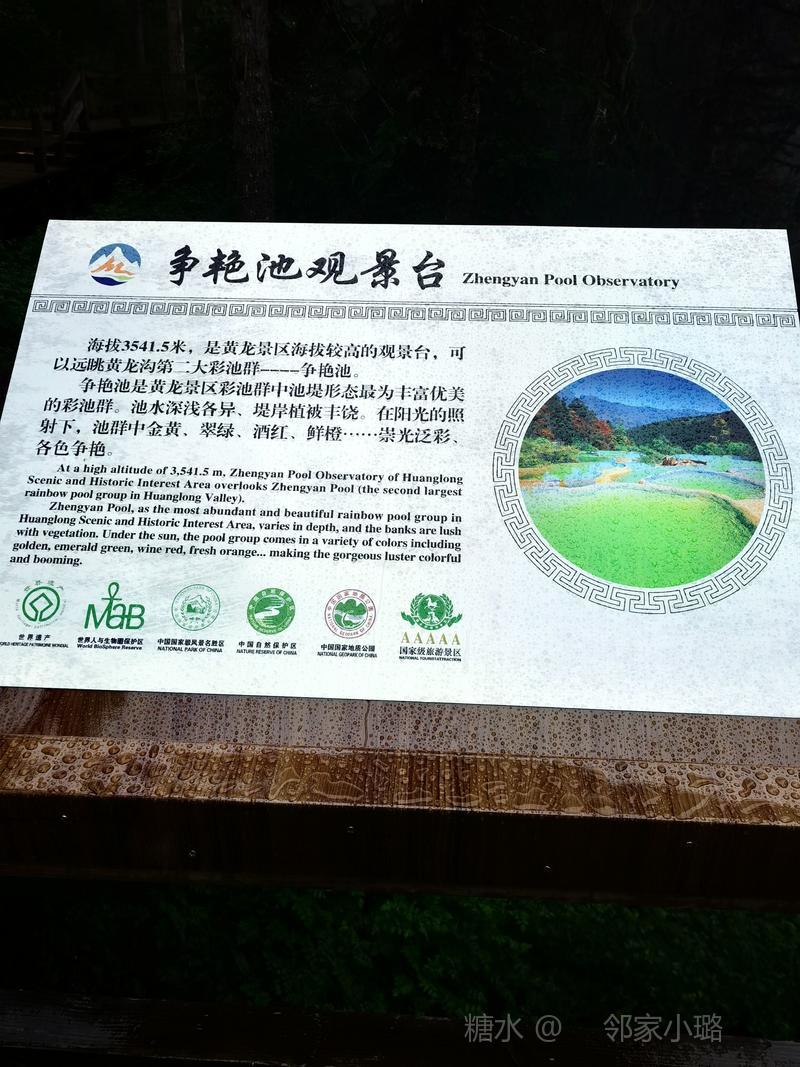 争艳池观景台 Zhengyan Pool Observatory
海拔3541.5米，是黄龙景区海拔较高的观景台，可
以远眺黄龙沟第二大彩池群----争艳池。
争艳池是黄龙景区彩池群中池堤形态最为丰富优美
的彩池群。池水深浅各异、堤岸植被丰饶。在阳光的照
射下，池群中金黄、翠绿、酒红、鲜橙……崇光泛彩、
各色争艳。
At a high altitude of 3,541.5 m, Zhengyan Pool Observatory of Huanglong
Scenic and Historic Interest Area overlooks Zhengyan Pool (the second largest
rainbow pool group in Huanglong Valley).
Zhengyan Pool, as the most abundant and beautiful rainbow pool group in
Huanglong Scenic and Historic Interest Area, varies in depth, and the banks are lush
with vegetation. Under the sun, the pool group comes in a variety of colors including
golden, emerald green, wine red, fresh orange... making the gorgeous luster colorful
and booming.
MaB
AAAAA
世界遗产 世界人与生物圈保护区 中国国家级风景名胜区 中国自然保护区 中国国家地质公园 国家级旅游景区
WORLD HERITAGE PATRIMOINE MONDIAL World BioSphere Reserve NATIONAL PARK OF CHINA NATURE RESERVE OF CHINA NATIONAL GEOPARK OF CHINA NATIONAL TOURIST ATTRACTION
糖水 @ 邻家小璐